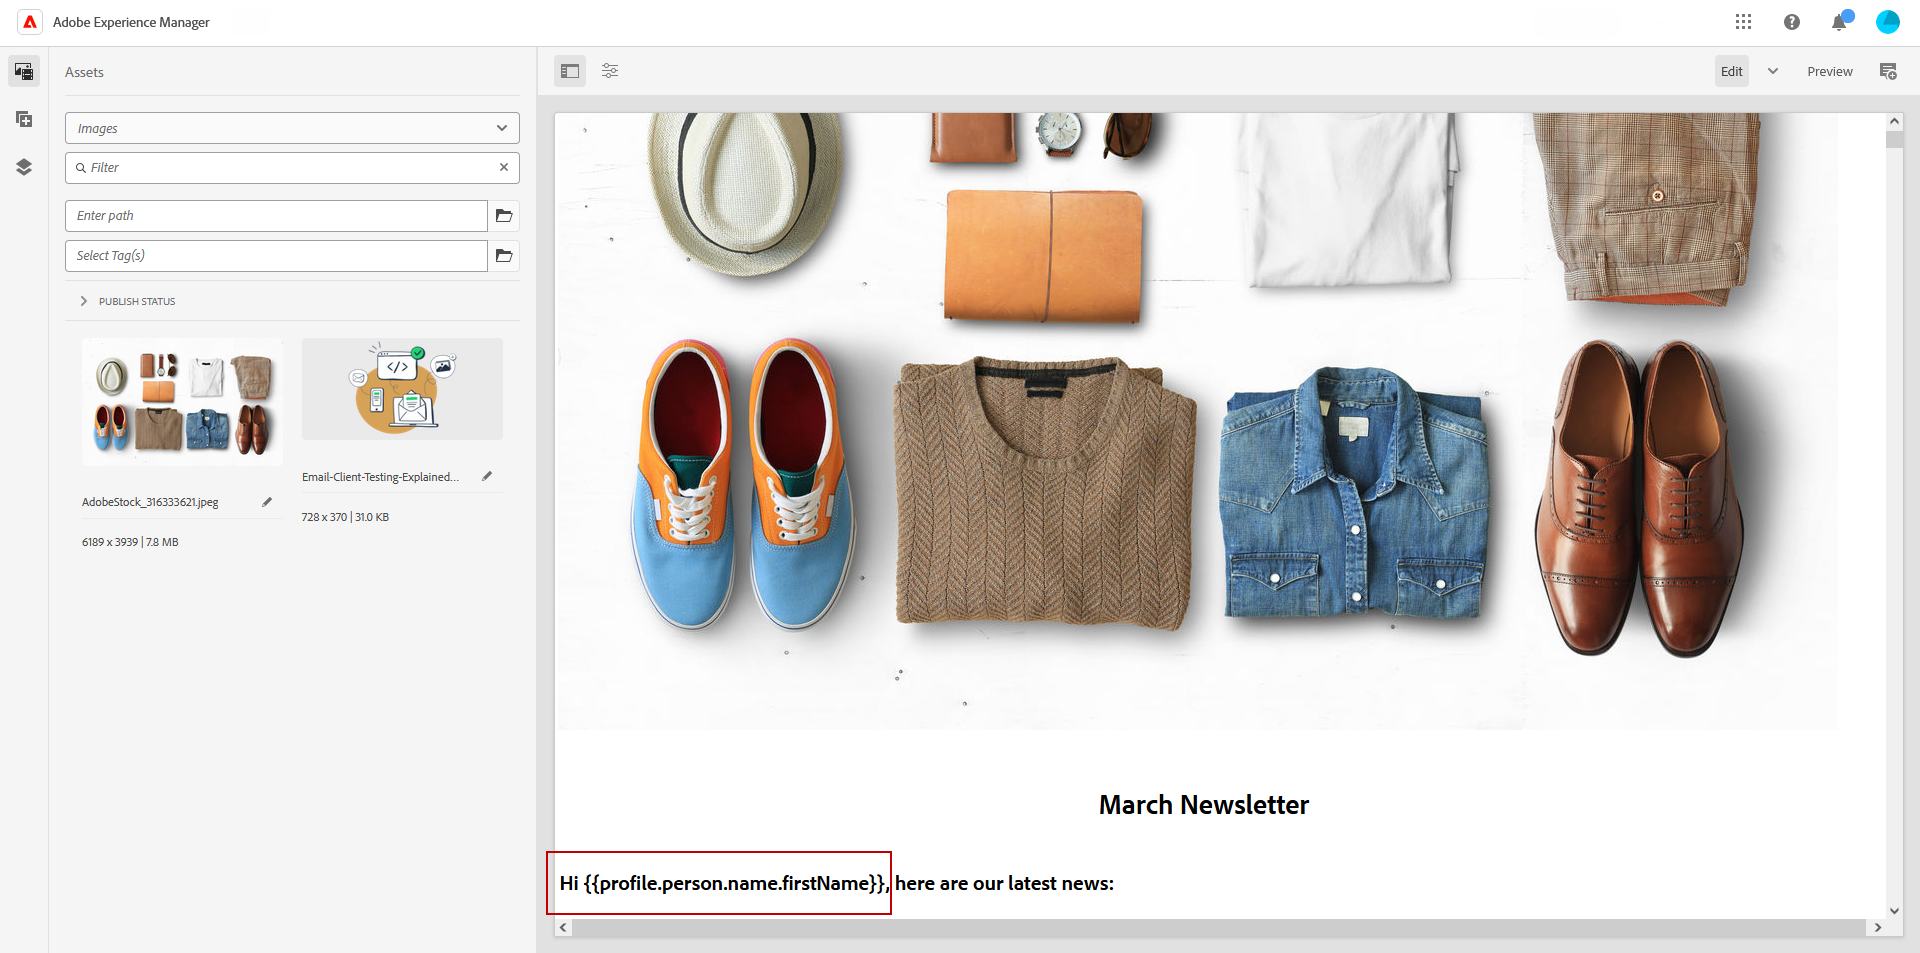 Adobe Experience Manager
Assets
Edit
Preview
Images
Filter
Enter path
Select Tag(s)
PUBLISH STATUS
AdobeStock_316333621.jpeg
6189 x 3939 | 7.8 MB
Email-Client-Testing-Explained...
728 x 370 | 31.0 KB
March Newsletter
Hi {{profile.person.name.firstName}}, here are our latest news: